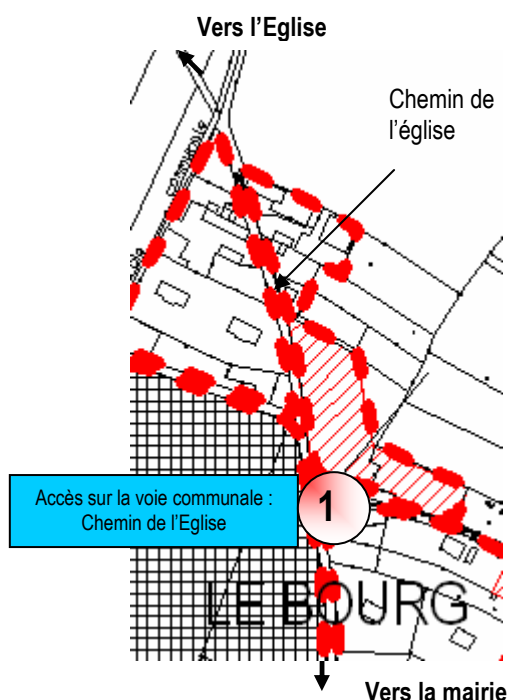 Vers l'Eglise
Chemin de
l'église
Accès sur la voie communale :
Chemin de l'Eglise
1
LE BOURG
Vers la mairie